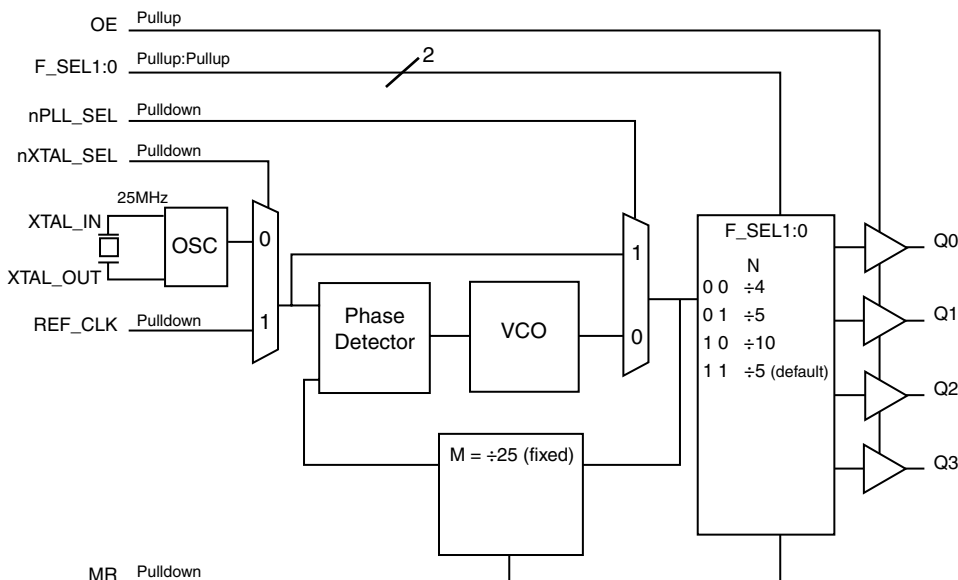 OE Pullup
F_SEL1:0 Pullup:Pullup 2
nPLL_SEL Pulldown
nXTAL_SEL Pulldown
25MHz
XTAL_IN
OSC
XTAL_OUT
0
1
REF_CLK Pulldown
Phase
Detector
VCO
1
0
M = ÷25 (fixed)
F_SEL1:0
N
0 0 ÷4
0 1 ÷5
1 0 ÷10
1 1 ÷5 (default)
Q0
Q1
Q2
Q3
MR Pulldown